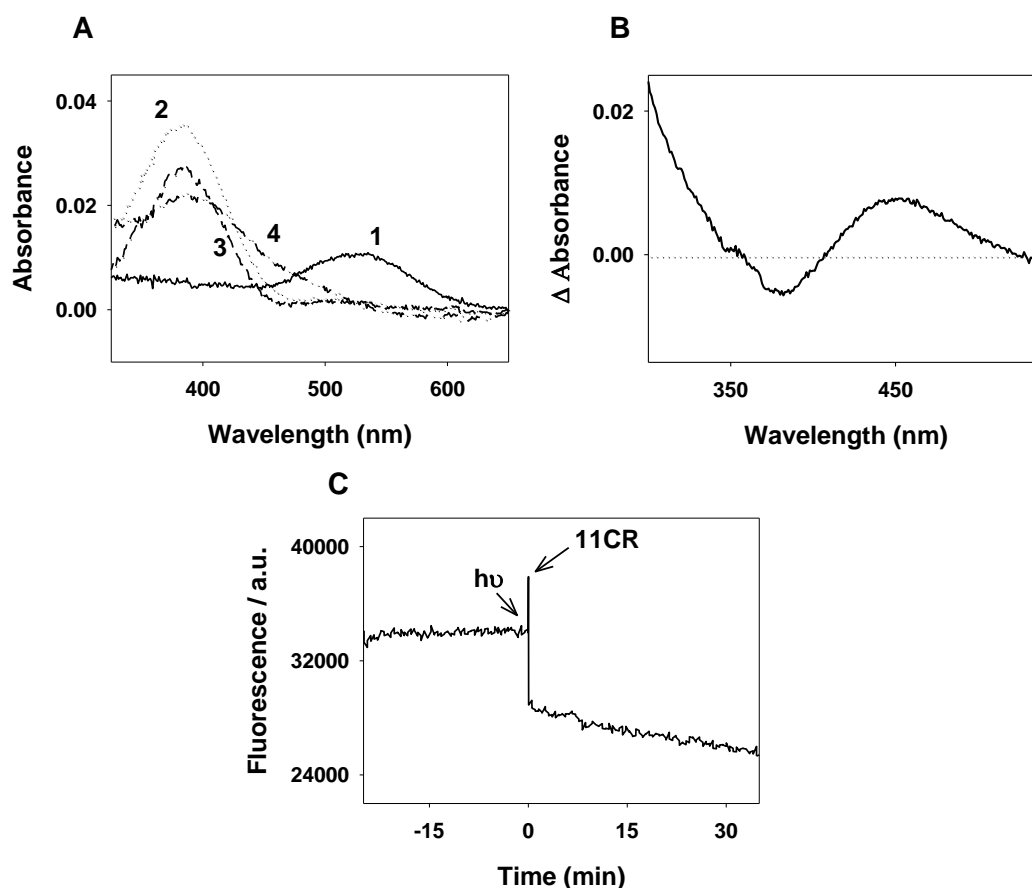 A
0.04
0.02
0.00
Absorbance
2
3
4
1
400
500
600
Wavelength (nm)
B
0.02
0.00
Δ Absorbance
350
450
Wavelength (nm)
C
40000
32000
24000
Fluorescence / a.u.
11CR
hυ
-15
0
15
30
Time (min)